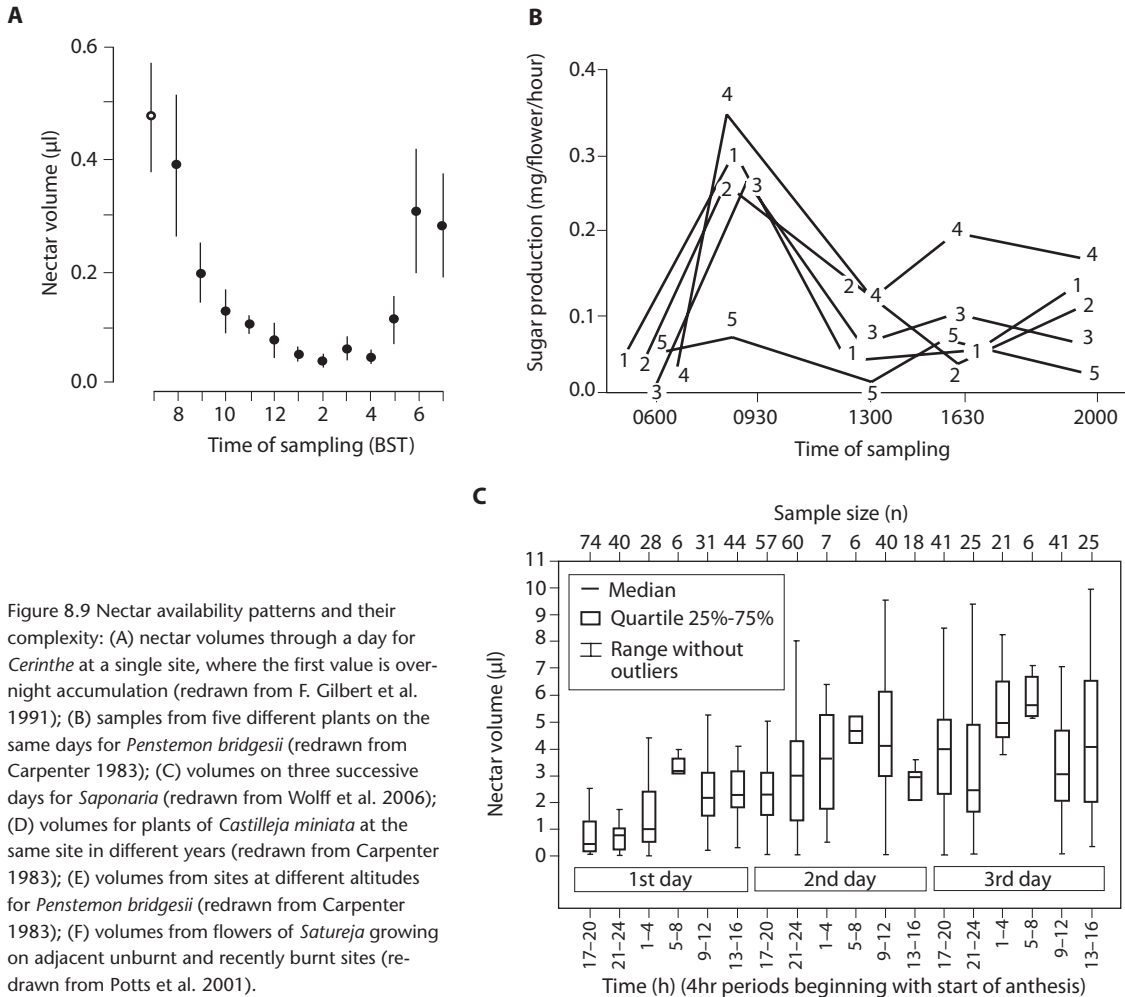 A
0.6
0.4
0.2
0.0
Nectar volume (µl)
8 10 12 2 4 6
Time of sampling (BST)
B
0.4
0.3
0.2
0.1
0.0
Sugar production (mg/flower/hour)
4
1
2 3
4
2 4 1
3 3 2
1 5 5 1 3
2 4 2 5
3 5
0600 0930 1300 1630 2000
Time of sampling
C
Sample size (n)
74 40 28 6 31 44 57 60 7 6 40 18 41 25 21 6 41 25
11
10
9
8
7
6
5
4
3
2
1
0
Nectar volume (µl)
Median
Quartile 25%-75%
Range without
outliers
1st day 2nd day 3rd day
17–20 21–24 1–4 5–8 9–12 13–16 17–20 21–24 1–4 5–8 9–12 13–16 17–20 21–24 1–4 5–8 9–12 13–16
Time (h) (4hr periods beginning with start of anthesis)
Figure 8.9 Nectar availability patterns and their
complexity: (A) nectar volumes through a day for
Cerinthe at a single site, where the first value is over-
night accumulation (redrawn from F. Gilbert et al.
1991); (B) samples from five different plants on the
same days for Penstemon bridgesii (redrawn from
Carpenter 1983); (C) volumes on three successive
days for Saponaria (redrawn from Wolff et al. 2006);
(D) volumes for plants of Castilleja miniata at the
same site in different years (redrawn from Carpenter
1983); (E) volumes from sites at different altitudes
for Penstemon bridgesii (redrawn from Carpenter
1983); (F) volumes from flowers of Satureja growing
on adjacent unburnt and recently burnt sites (re-
drawn from Potts et al. 2001).